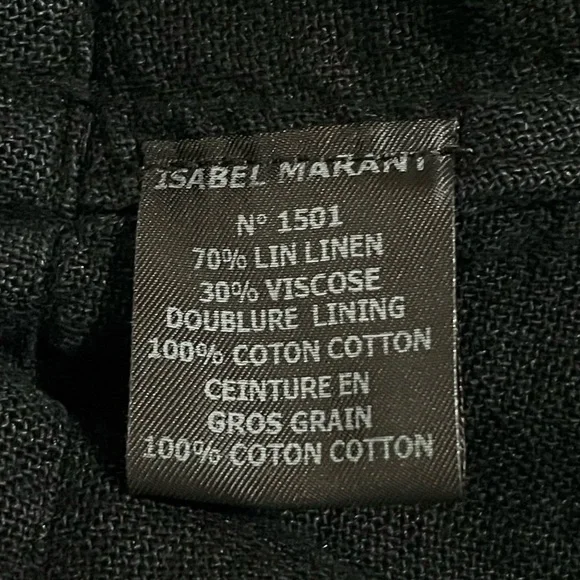 ISABEL MARANT
N° 1501
70% LIN LINEN
30% VISCOSE
DOUBLURE LINING
100% COTON COTTON
CEINTURE EN
GROS GRAIN
100% COTON COTTON